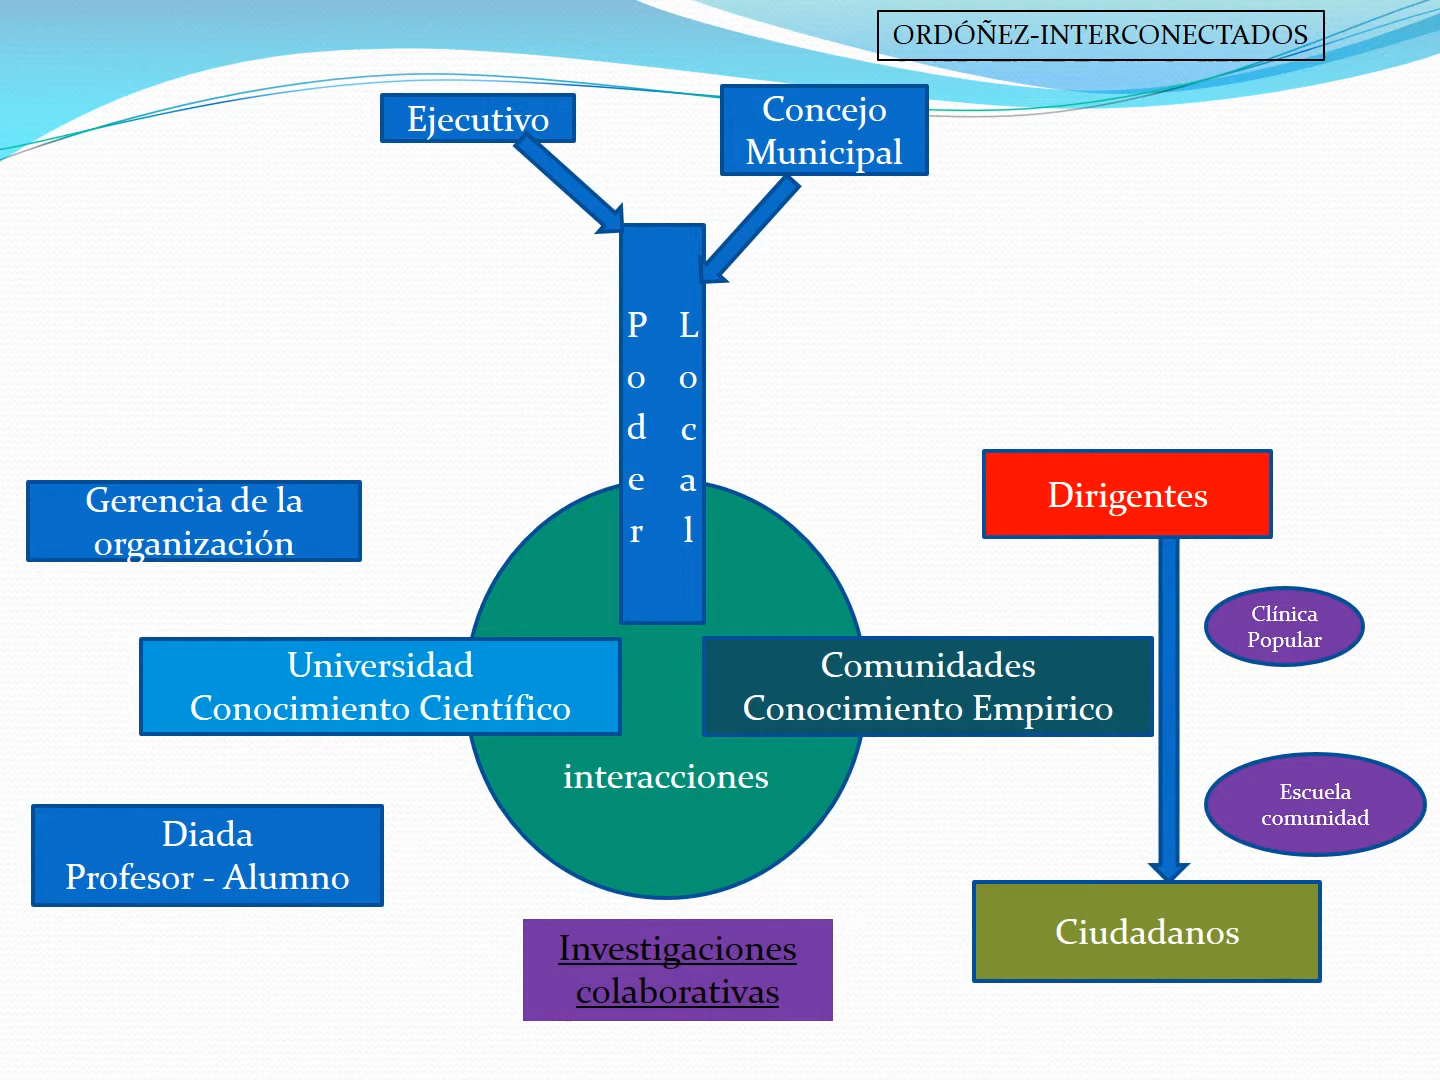 ORDÓÑEZ-INTERCONECTADOS
Ejecutivo
Concejo
Municipal
P L
o o
d c
e a
r l
Gerencia de la
organización
Dirigentes
Clínica
Popular
Universidad
Conocimiento Científico
Comunidades
Conocimiento Empirico
interacciones
Escuela
comunidad
Diada
Profesor - Alumno
Ciudadanos
Investigaciones
colaborativas